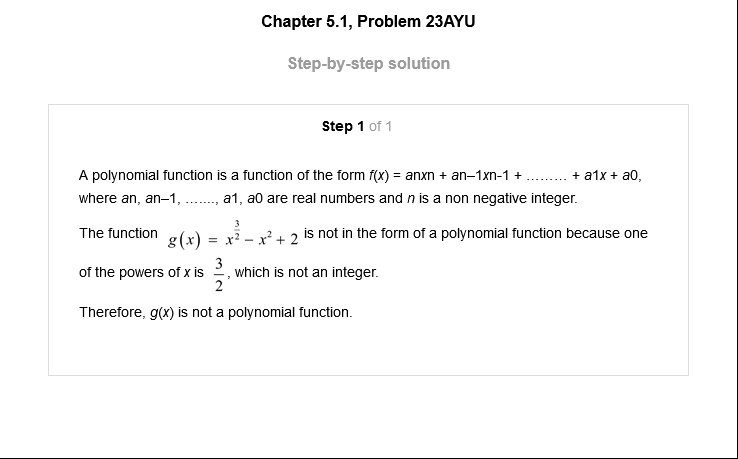 Chapter 5.1, Problem 23AYU
Step-by-step solution
Step 1 of 1
A polynomial function is a function of the form f(x) = anxn + an–1xn-1 + ......... + a1x + a0,
where an, an–1, ......., a1, a0 are real numbers and n is a non negative integer.
The function g(x) = x^(3/2) – x² + 2 is not in the form of a polynomial function because one
of the powers of x is 3/2, which is not an integer.
Therefore, g(x) is not a polynomial function.